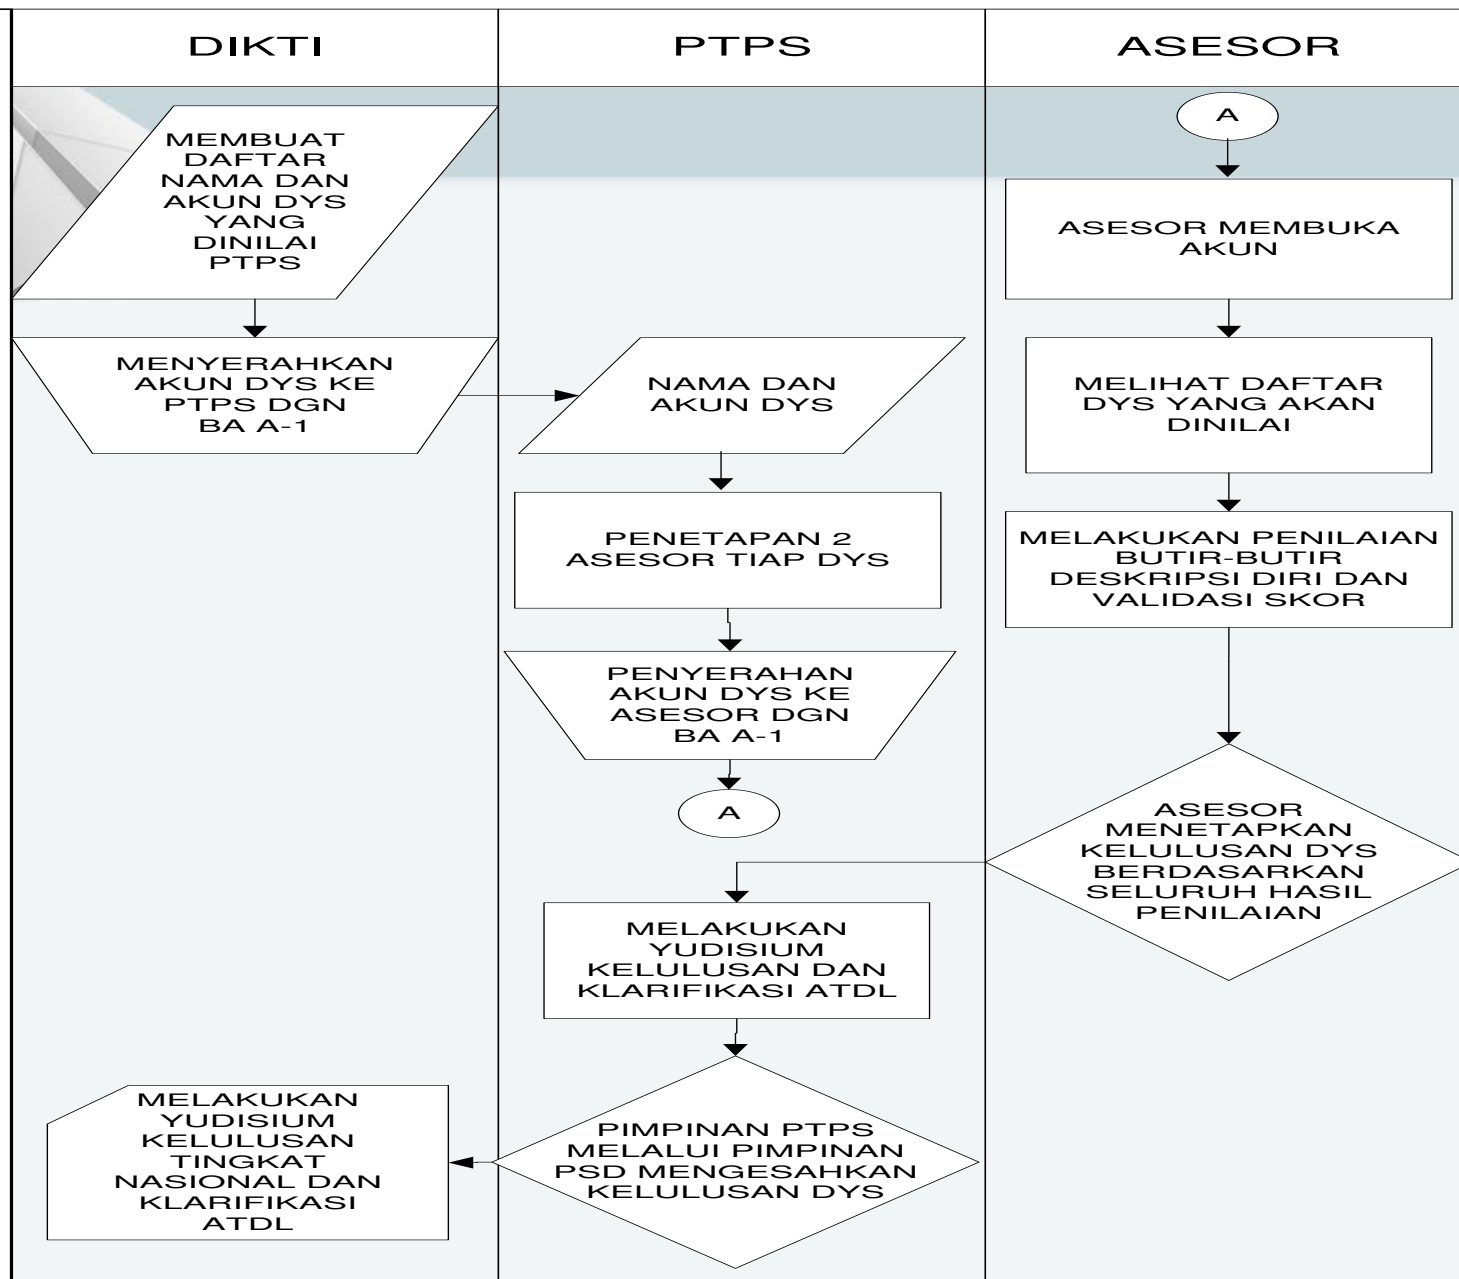 DIKTI
PTPS
ASESOR
MEMBUAT
DAFTAR
NAMA DAN
AKUN DYS
YANG
DINILAI
PTPS
MENYERAHKAN
AKUN DYS KE
PTPS DGN
BA A-1
NAMA DAN
AKUN DYS
PENETAPAN 2
ASESOR TIAP DYS
PENYERAHAN
AKUN DYS KE
ASESOR DGN
BA A-1
A
A
ASESOR MEMBUKA
AKUN
MELIHAT DAFTAR
DYS YANG AKAN
DINILAI
MELAKUKAN PENILAIAN
BUTIR-BUTIR
DESKRIPSI DIRI DAN
VALIDASI SKOR
ASESOR
MENETAPKAN
KELULUSAN DYS
BERDASARKAN
SELURUH HASIL
PENILAIAN
MELAKUKAN
YUDISIUM
KELULUSAN DAN
KLARIFIKASI ATDL
PIMPINAN PTPS
MELALUI PIMPINAN
PSD MENGESAHKAN
KELULUSAN DYS
MELAKUKAN
YUDISIUM
KELULUSAN
TINGKAT
NASIONAL DAN
KLARIFIKASI
ATDL